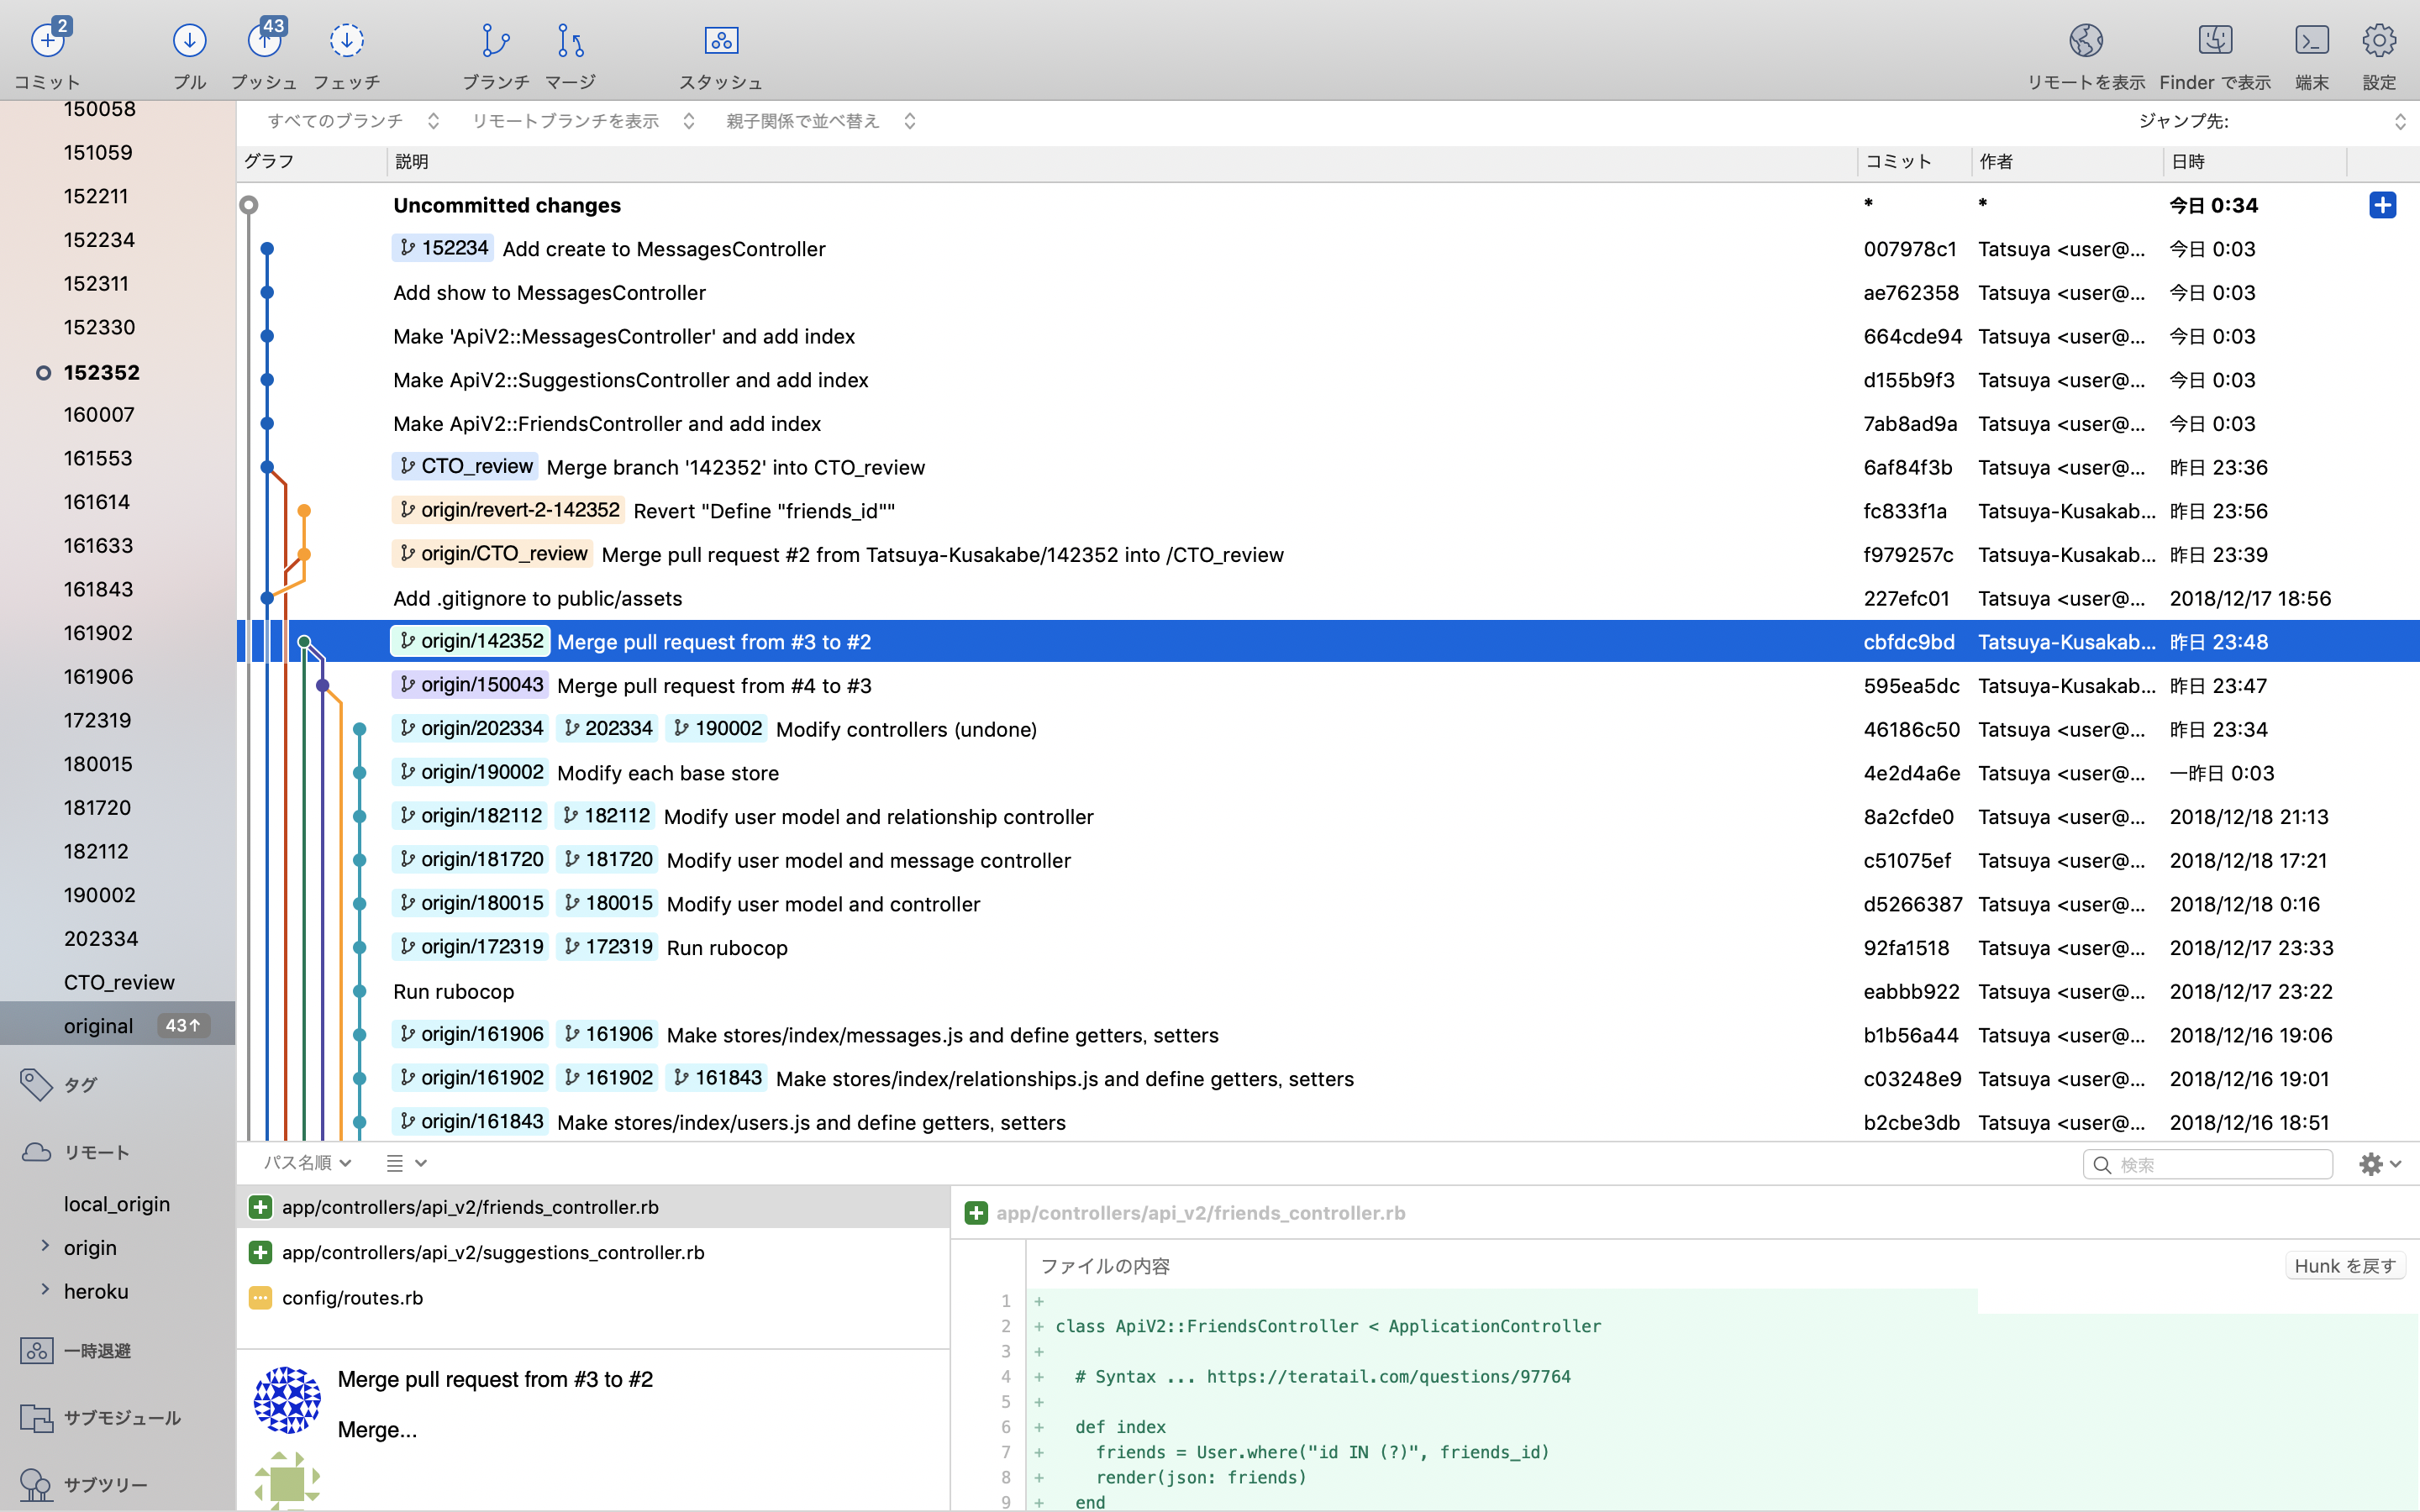 2
43
コミット
プル
プッシュ
フェッチ
ブランチ
マージ
スタッシュ
リモートを表示
Finder で表示
端末
設定
150058
151059
152211
152234
152311
152330
152352
160007
161553
161614
161633
161843
161902
161906
172319
180015
181720
182112
190002
202334
CTO_review
original 43↑
タグ
リモート
local_origin
origin
heroku
一時退避
サブモジュール
サブツリー
すべてのブランチ リモートブランチを表示 親子関係で並べ替え ジャンプ先:
グラフ 説明 コミット 作者 日時
Uncommitted changes * * 今日 0:34
152234 Add create to MessagesController 007978c1 Tatsuya <user@... 今日 0:03
Add show to MessagesController ae762358 Tatsuya <user@... 今日 0:03
Make 'ApiV2::MessagesController' and add index 664cde94 Tatsuya <user@... 今日 0:03
Make ApiV2::SuggestionsController and add index d155b9f3 Tatsuya <user@... 今日 0:03
Make ApiV2::FriendsController and add index 7ab8ad9a Tatsuya <user@... 今日 0:03
CTO_review Merge branch '142352' into CTO_review 6af84f3b Tatsuya <user@... 昨日 23:36
origin/revert-2-142352 Revert "Define "friends_id"" fc833f1a Tatsuya-Kusakab... 昨日 23:56
origin/CTO_review Merge pull request #2 from Tatsuya-Kusakabe/142352 into /CTO_review f979257c Tatsuya-Kusakab... 昨日 23:39
Add .gitignore to public/assets 227efc01 Tatsuya <user@... 2018/12/17 18:56
origin/142352 Merge pull request from #3 to #2 cbfdc9bd Tatsuya-Kusakab... 昨日 23:48
origin/150043 Merge pull request from #4 to #3 595ea5dc Tatsuya-Kusakab... 昨日 23:47
origin/202334 202334 190002 Modify controllers (undone) 46186c50 Tatsuya <user@... 昨日 23:34
origin/190002 Modify each base store 4e2d4a6e Tatsuya <user@... 一昨日 0:03
origin/182112 182112 Modify user model and relationship controller 8a2cfde0 Tatsuya <user@... 2018/12/18 21:13
origin/181720 181720 Modify user model and message controller c51075ef Tatsuya <user@... 2018/12/18 17:21
origin/180015 180015 Modify user model and controller d5266387 Tatsuya <user@... 2018/12/18 0:16
origin/172319 172319 Run rubocop 92fa1518 Tatsuya <user@... 2018/12/17 23:33
Run rubocop eabbb922 Tatsuya <user@... 2018/12/17 23:22
origin/161906 161906 Make stores/index/messages.js and define getters, setters b1b56a44 Tatsuya <user@... 2018/12/16 19:06
origin/161902 161902 161843 Make stores/index/relationships.js and define getters, setters c03248e9 Tatsuya <user@... 2018/12/16 19:01
origin/161843 Make stores/index/users.js and define getters, setters b2cbe3db Tatsuya <user@... 2018/12/16 18:51
パス名順 検索
app/controllers/api_v2/friends_controller.rb
app/controllers/api_v2/suggestions_controller.rb
config/routes.rb
Merge pull request from #3 to #2
Merge...
app/controllers/api_v2/friends_controller.rb
ファイルの内容 Hunk を戻す
1 +
2 + class ApiV2::FriendsController < ApplicationController
3 +
4 + # Syntax ... https://teratail.com/questions/97764
5 +
6 + def index
7 + friends = User.where("id IN (?)", friends_id)
8 + render(json: friends)
9 + end